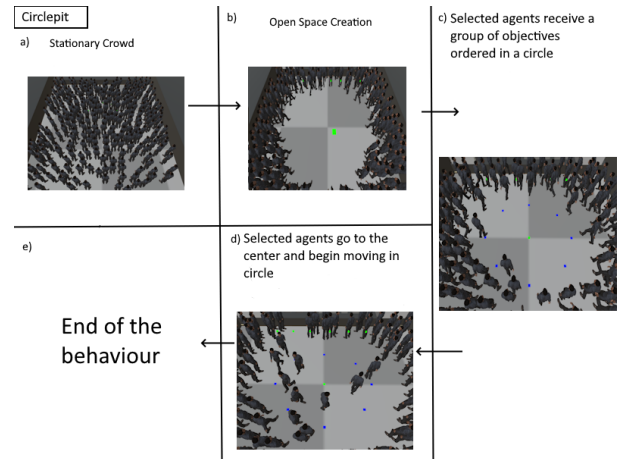 Circlepit
a) Stationary Crowd
b) Open Space Creation
c) Selected agents receive a
group of objectives
ordered in a circle
d) Selected agents go to the
center and begin moving in
circle
e)
End of the
behaviour